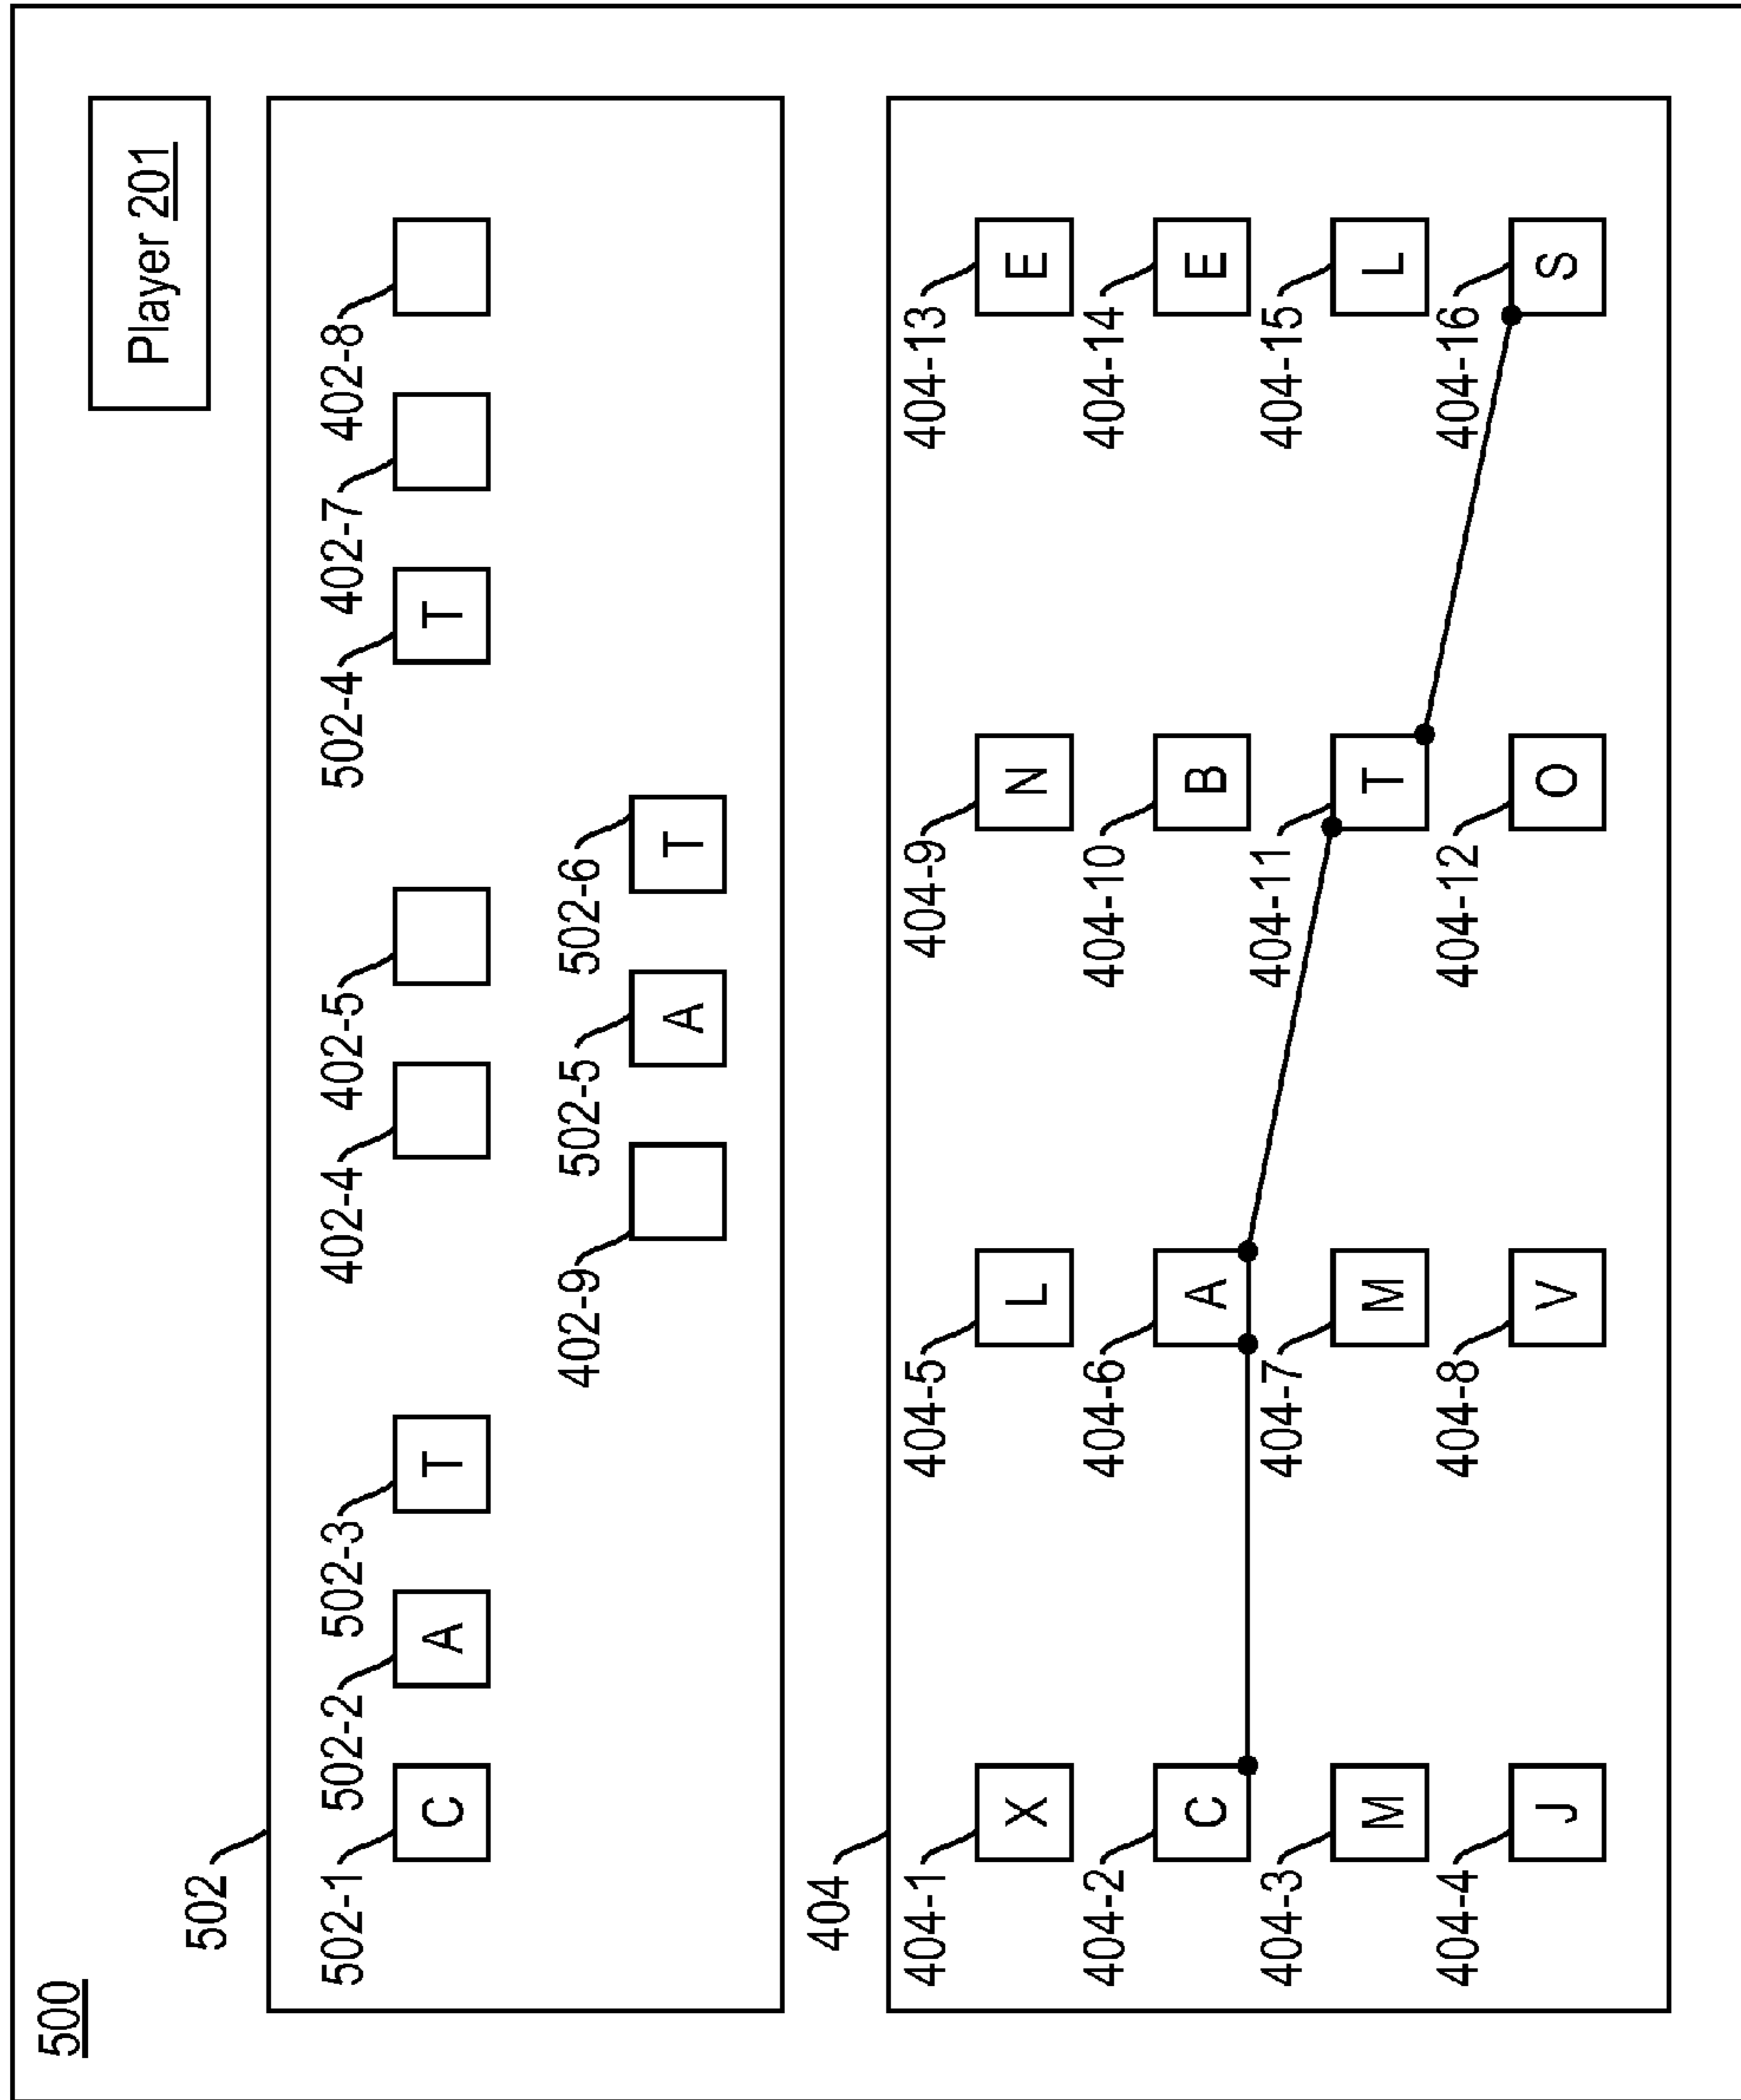 500
Player 201
502
502-1 502-2 502-3 402-4 402-5 502-4 402-7 402-8
C A T T
402-9 502-5 502-6
A T
404
404-1 404-5 404-9 404-13
X L N E
404-2 404-6 404-10 404-14
C A B E
404-3 404-7 404-11 404-15
M M T L
404-4 404-8 404-12 404-16
J V O S